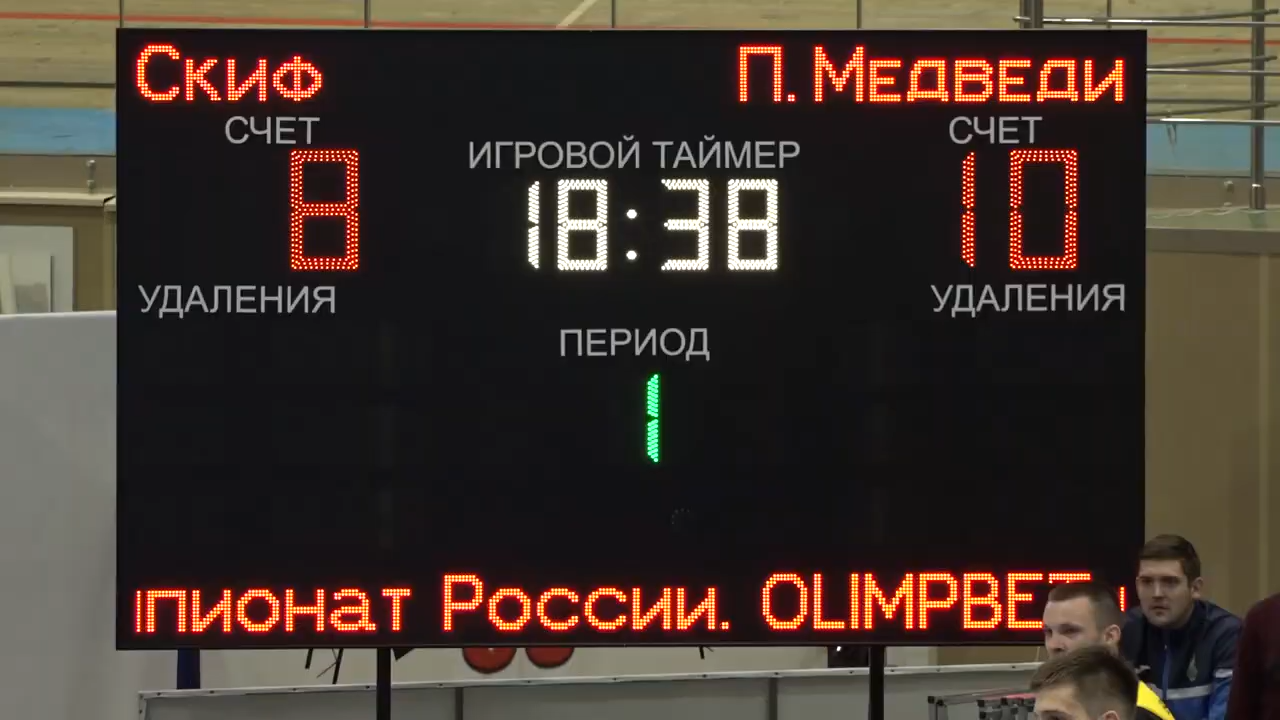 Скиф П. Медведи
СЧЕТ СЧЕТ
ИГРОВОЙ ТАЙМЕР
8 18:38 10
УДАЛЕНИЯ УДАЛЕНИЯ
ПЕРИОД
1
пионат России. OLIMPBET